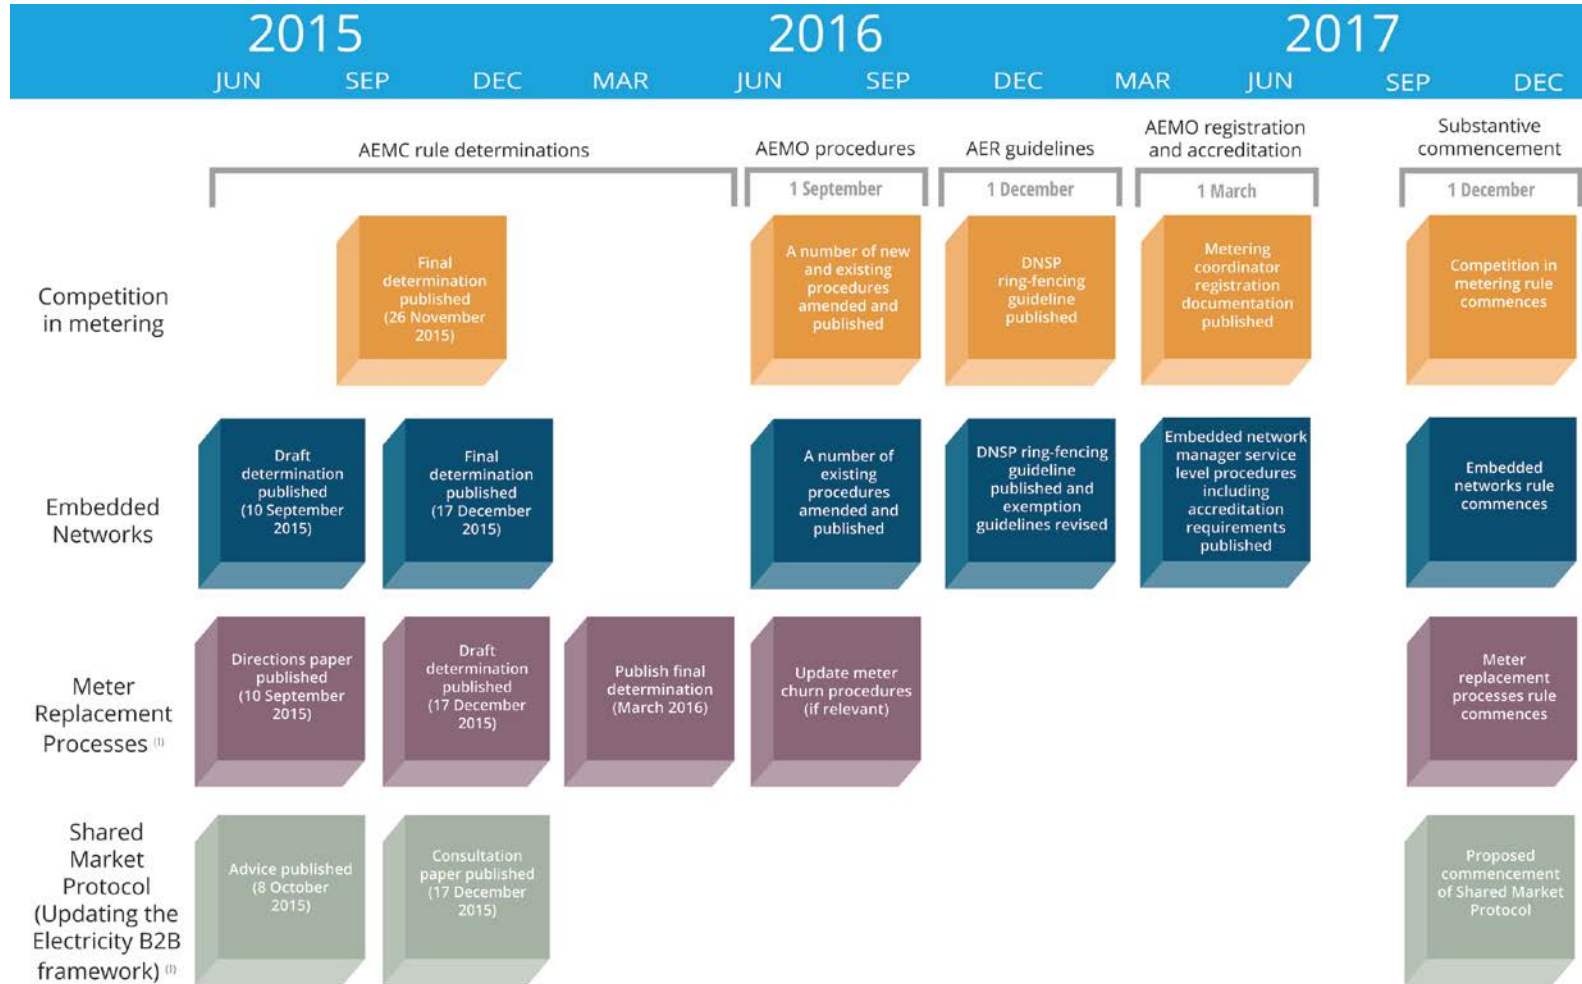 2015
2016
2017
JUN SEP DEC MAR JUN SEP DEC MAR JUN SEP DEC
AEMC rule determinations
AEMO procedures
1 September
AER guidelines
1 December
AEMO registration
and accreditation
1 March
Substantive
commencement
1 December
Competition
in metering
Final
determination
published
(26 November
2015)
A number of new
and existing
procedures
amended and
published
DNSP
ring-fencing
guideline
published
Metering
coordinator
registration
documentation
published
Competition in
metering rule
commences
Embedded
Networks
Draft
determination
published
(10 September
2015)
Final
determination
published
(17 December
2015)
A number of
existing
procedures
amended and
published
DNSP ring-fencing
guideline
published and
exemption
guidelines revised
Embedded network
manager service
level procedures
including
accreditation
requirements
published
Embedded
networks rule
commences
Meter
Replacement
Processes (1)
Directions paper
published
(10 September
2015)
Draft
determination
published
(17 December
2015)
Publish final
determination
(March 2016)
Update meter
churn procedures
(if relevant)
Meter
replacement
processes rule
commences
Shared
Market
Protocol
(Updating the
Electricity B2B
framework) (1)
Advice published
(8 October
2015)
Consultation
paper published
(17 December
2015)
Proposed
commencement
of Shared Market
Protocol